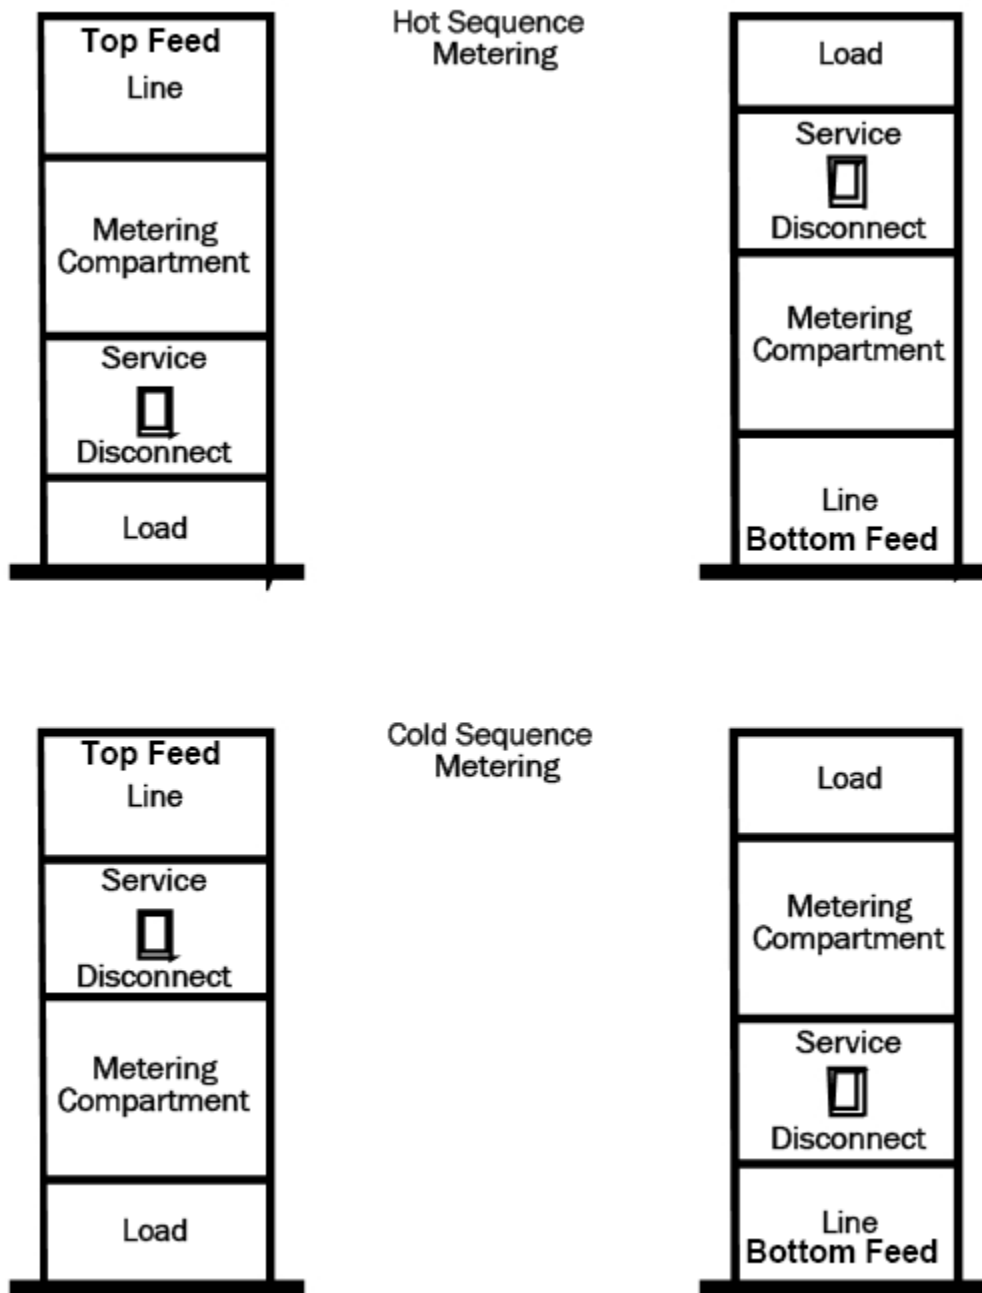 Top Feed
Line
Metering
Compartment
Service
Disconnect
Load
Hot Sequence
Metering
Load
Service
Disconnect
Metering
Compartment
Line
Bottom Feed
Top Feed
Line
Service
Disconnect
Metering
Compartment
Load
Cold Sequence
Metering
Load
Metering
Compartment
Service
Disconnect
Line
Bottom Feed